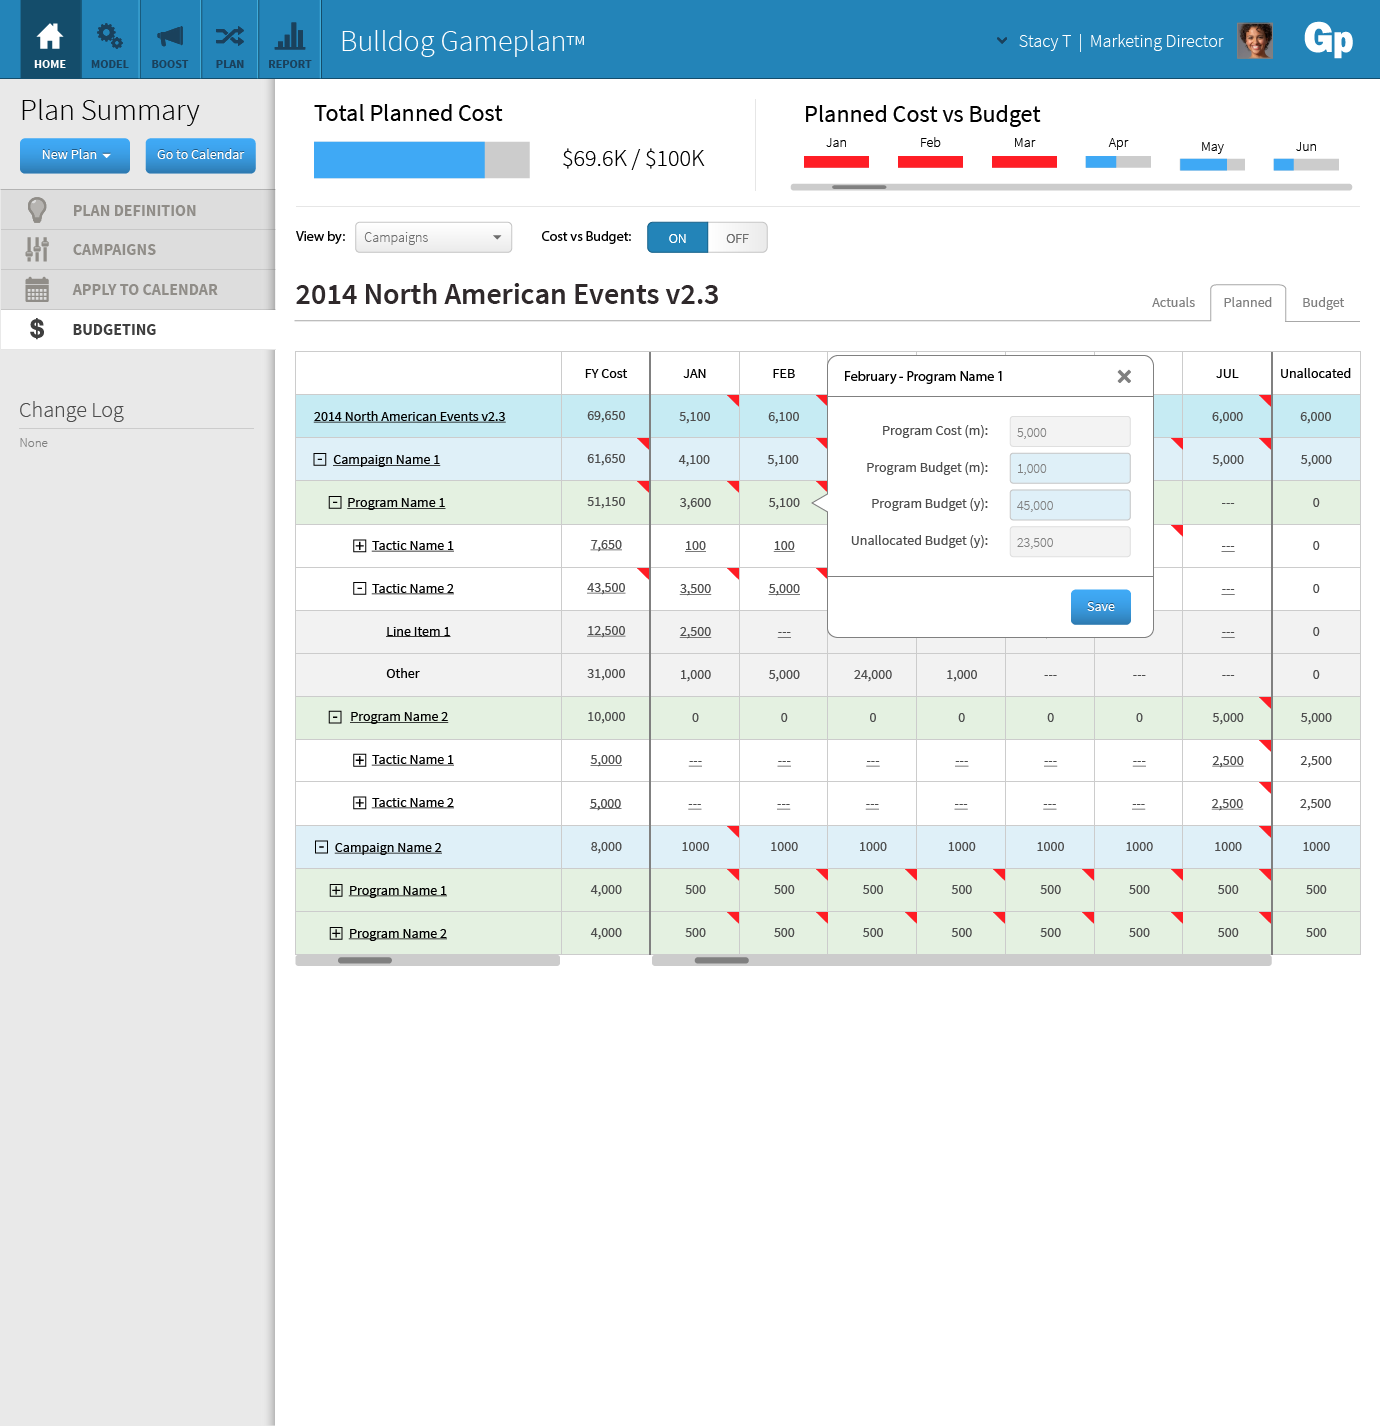 HOME
MODEL
BOOST
PLAN
REPORT
Bulldog Gameplan™
Stacy T | Marketing Director
Gp
Plan Summary
New Plan
Go to Calendar
PLAN DEFINITION
CAMPAIGNS
APPLY TO CALENDAR
$ BUDGETING
Change Log
None
Total Planned Cost
$69.6K / $100K
Planned Cost vs Budget
Jan Feb Mar Apr May Jun
View by: Campaigns Cost vs Budget: ON OFF
2014 North American Events v2.3
Actuals Planned Budget
FY Cost JAN FEB JUL Unallocated
2014 North American Events v2.3 69,650 5,100 6,100 6,000 6,000
Campaign Name 1 61,650 4,100 5,100 5,000 5,000
Program Name 1 51,150 3,600 5,100 --- 0
Tactic Name 1 7,650 100 100 --- 0
Tactic Name 2 43,500 3,500 5,000 --- 0
Line Item 1 12,500 2,500 --- --- 0
Other 31,000 1,000 5,000 24,000 1,000 --- --- --- 0
Program Name 2 10,000 0 0 0 0 0 0 5,000 5,000
Tactic Name 1 5,000 --- --- --- --- --- --- 2,500 2,500
Tactic Name 2 5,000 --- --- --- --- --- --- 2,500 2,500
Campaign Name 2 8,000 1000 1000 1000 1000 1000 1000 1000 1000
Program Name 1 4,000 500 500 500 500 500 500 500 500
Program Name 2 4,000 500 500 500 500 500 500 500 500
February - Program Name 1
Program Cost (m): 5,000
Program Budget (m): 1,000
Program Budget (y): 45,000
Unallocated Budget (y): 23,500
Save